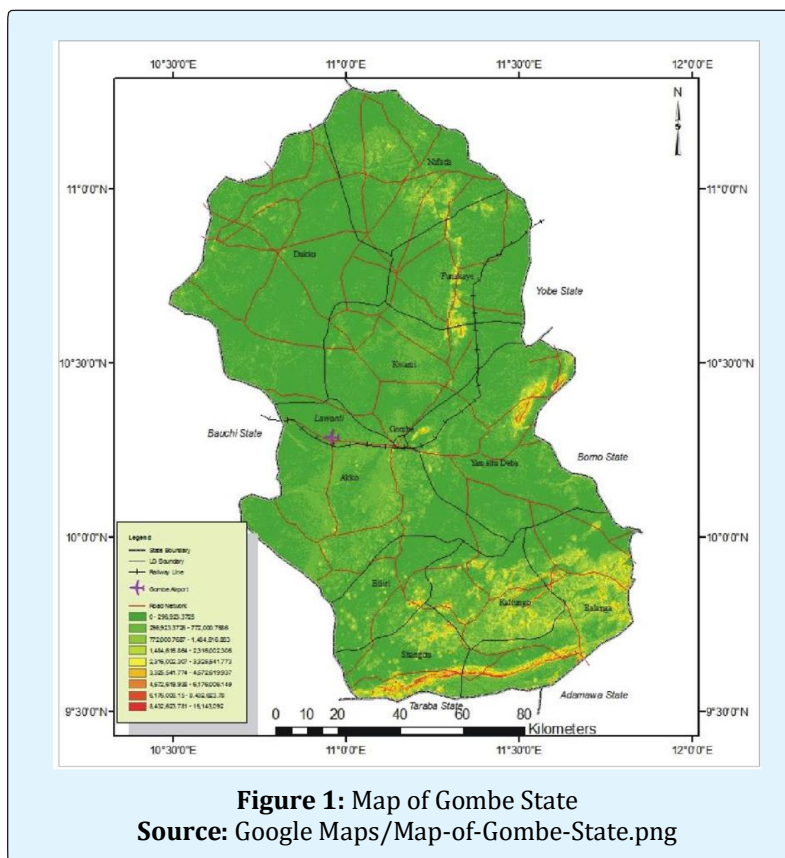 10°30'0"E 11°0'0"E 11°30'0"E 12°0'0"E
N
11°0'0"N 11°0'0"N
Nafada
Dukku
Funakaye
Yobe State
10°30'0"N 10°30'0"N
Kwami
Lawanti
Gombe
Bauchi State
Yamaltu Deba
Borno State
Akko
10°0'0"N 10°0'0"N
Legend
State Boundary
LG Boundary
Railway Line
Gombe Airport
Road Network
Billiri
Kaltungo
Balanga
Shongom
Taraba State
Adamawa State
9°30'0"N 9°30'0"N
0 10 20 40 60 80
Kilometers
10°30'0"E 11°0'0"E 11°30'0"E 12°0'0"E
Figure 1: Map of Gombe State
Source: Google Maps/Map-of-Gombe-State.png